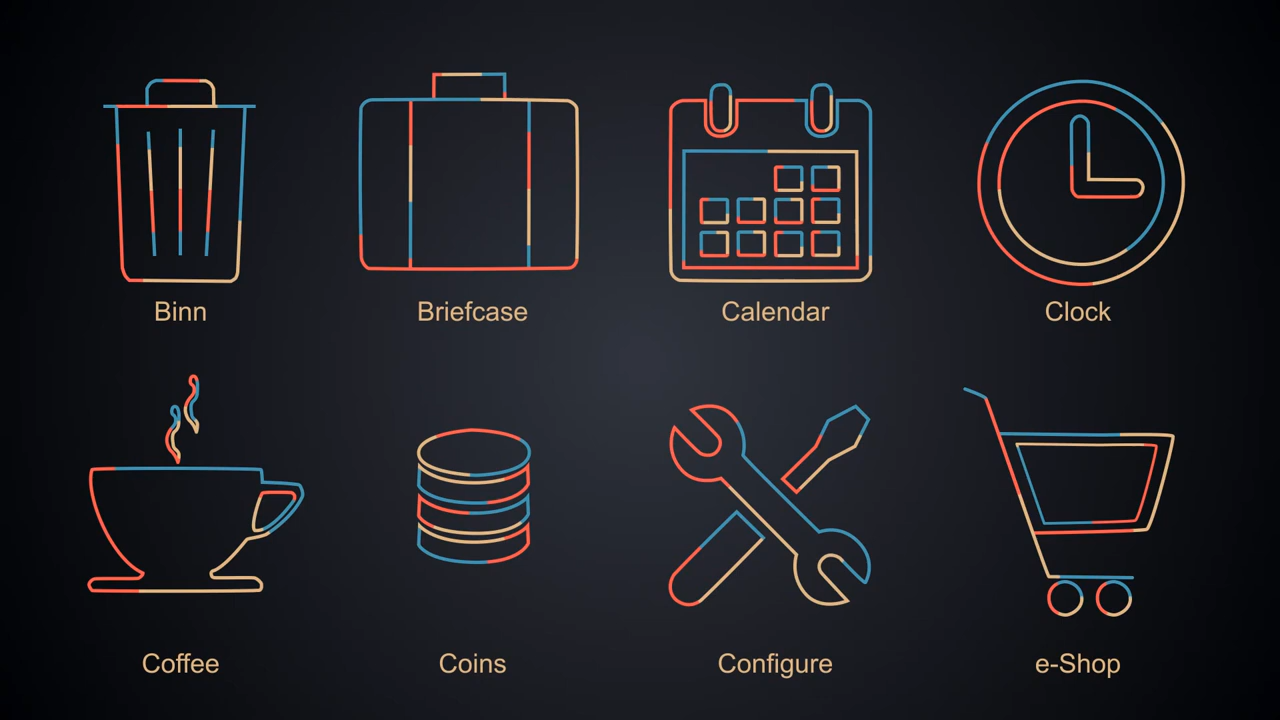 Binn
Briefcase
Calendar
Clock
Coffee
Coins
Configure
e-Shop